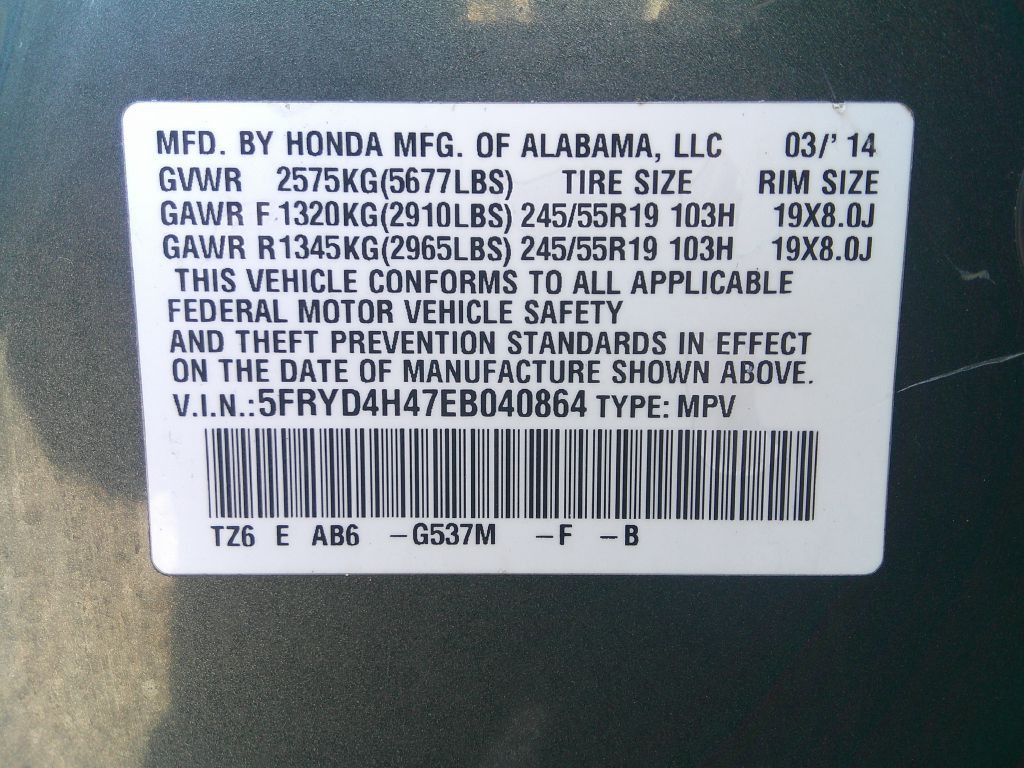 MFD. BY HONDA MFG. OF ALABAMA, LLC 03/' 14
GVWR 2575KG(5677LBS) TIRE SIZE RIM SIZE
GAWR F 1320KG(2910LBS) 245/55R19 103H 19X8.0J
GAWR R 1345KG(2965LBS) 245/55R19 103H 19X8.0J
THIS VEHICLE CONFORMS TO ALL APPLICABLE
FEDERAL MOTOR VEHICLE SAFETY
AND THEFT PREVENTION STANDARDS IN EFFECT
ON THE DATE OF MANUFACTURE SHOWN ABOVE.
V.I.N.: 5FRYD4H47EB040864 TYPE: MPV
TZ6 E AB6 –G537M –F –B